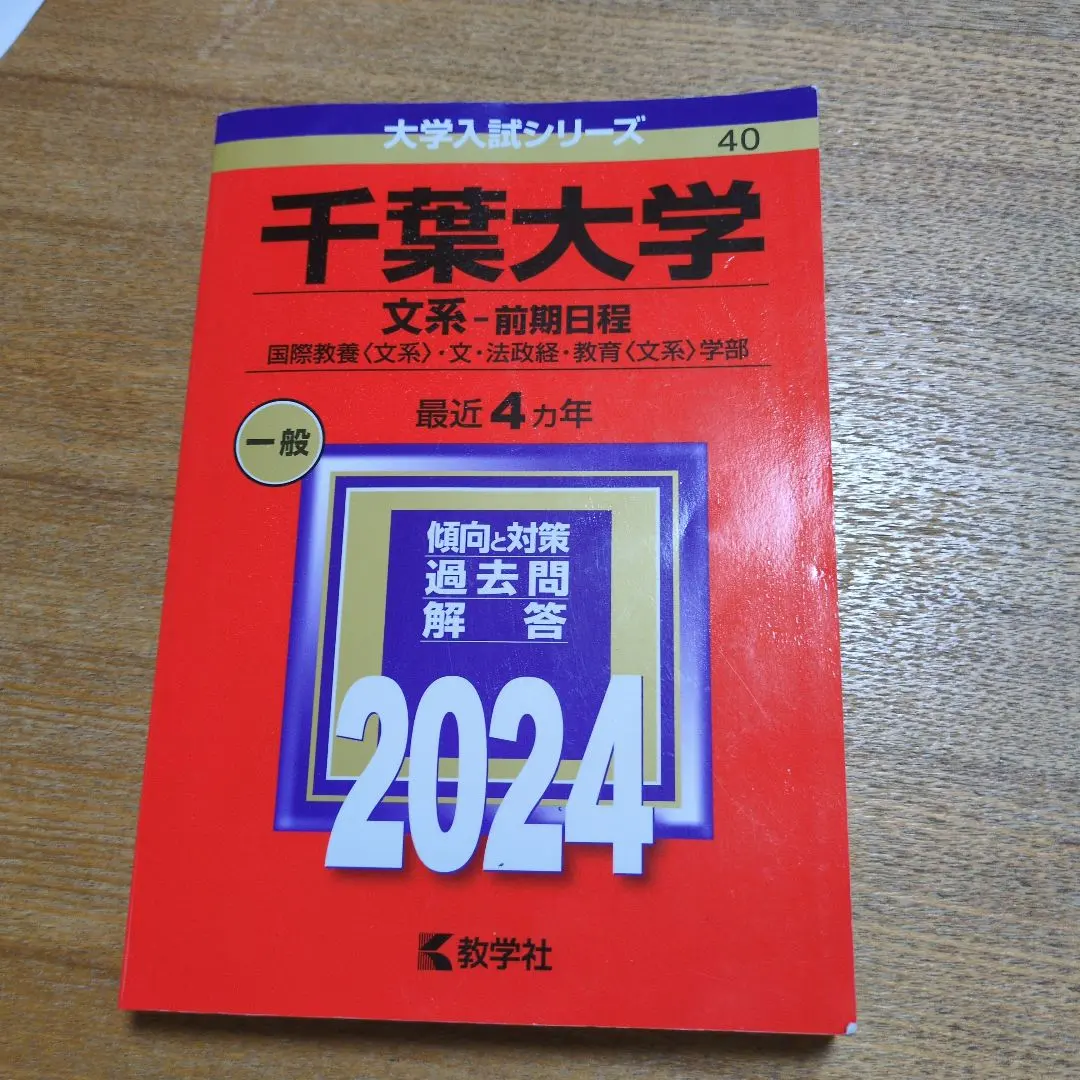 大学入試シリーズ
40
千葉大学
文系-前期日程
国際教養〈文系〉・文・法政経・教育〈文系〉学部
最近4カ年
一般
傾向と対策
過去問
解答
2024
教学社